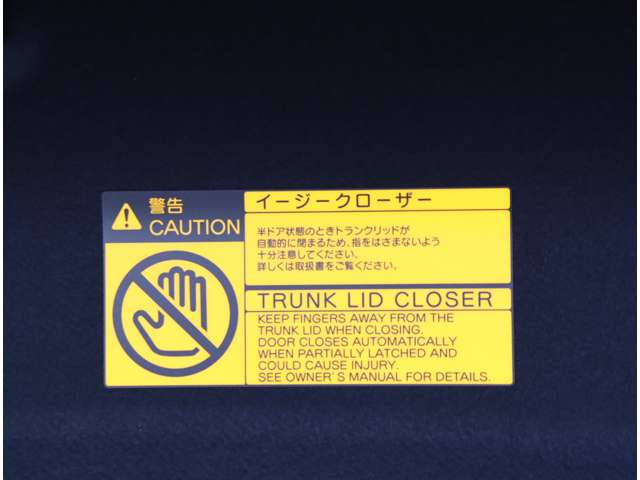 警告
CAUTION
イージークローザー
半ドア状態のときトランクリッドが
自動的に閉まるため、指をはさまないよう
十分注意してください。
詳しくは取扱書をご覧ください。
TRUNK LID CLOSER
KEEP FINGERS AWAY FROM THE
TRUNK LID WHEN CLOSING.
DOOR CLOSES AUTOMATICALLY
WHEN PARTIALLY LATCHED AND
COULD CAUSE INJURY.
SEE OWNER'S MANUAL FOR DETAILS.